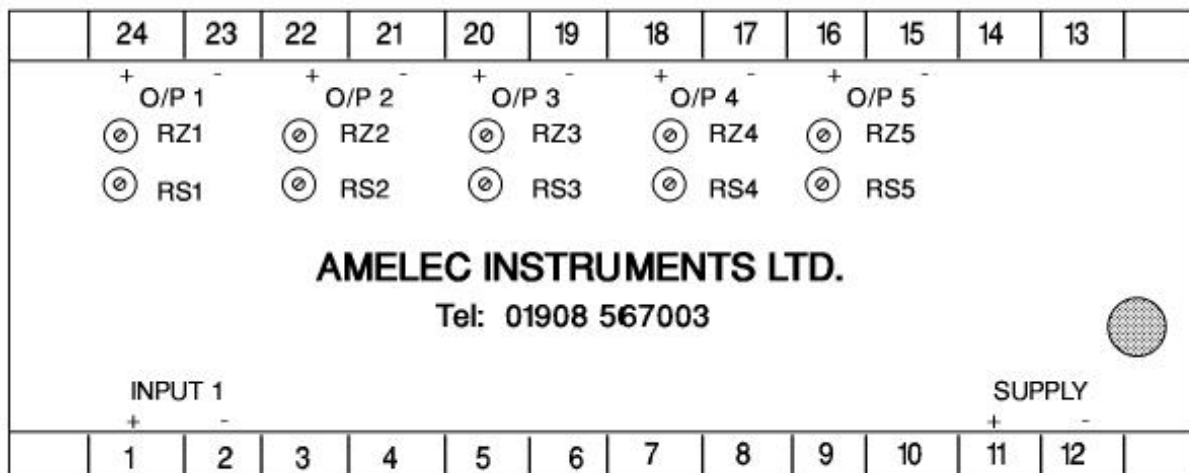 24 23 22 21 20 19 18 17 16 15 14 13
+ - + - + - + - + -
O/P 1 O/P 2 O/P 3 O/P 4 O/P 5
RZ1 RZ2 RZ3 RZ4 RZ5
RS1 RS2 RS3 RS4 RS5
AMELEC INSTRUMENTS LTD.
Tel: 01908 567003
INPUT 1 SUPPLY
+ - + -
1 2 3 4 5 6 7 8 9 10 11 12